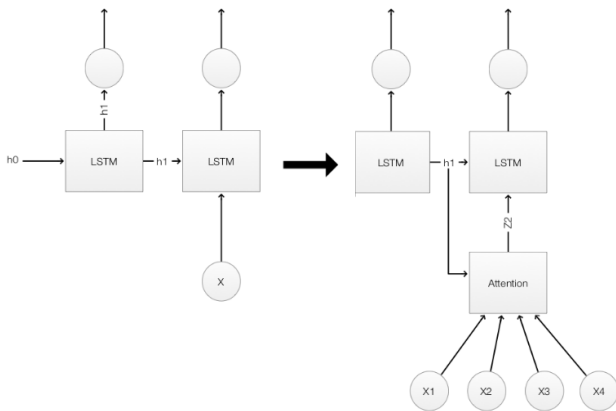 h1
h0
LSTM
h1
LSTM
X
LSTM
h1
LSTM
Z2
Attention
X1
X2
X3
X4